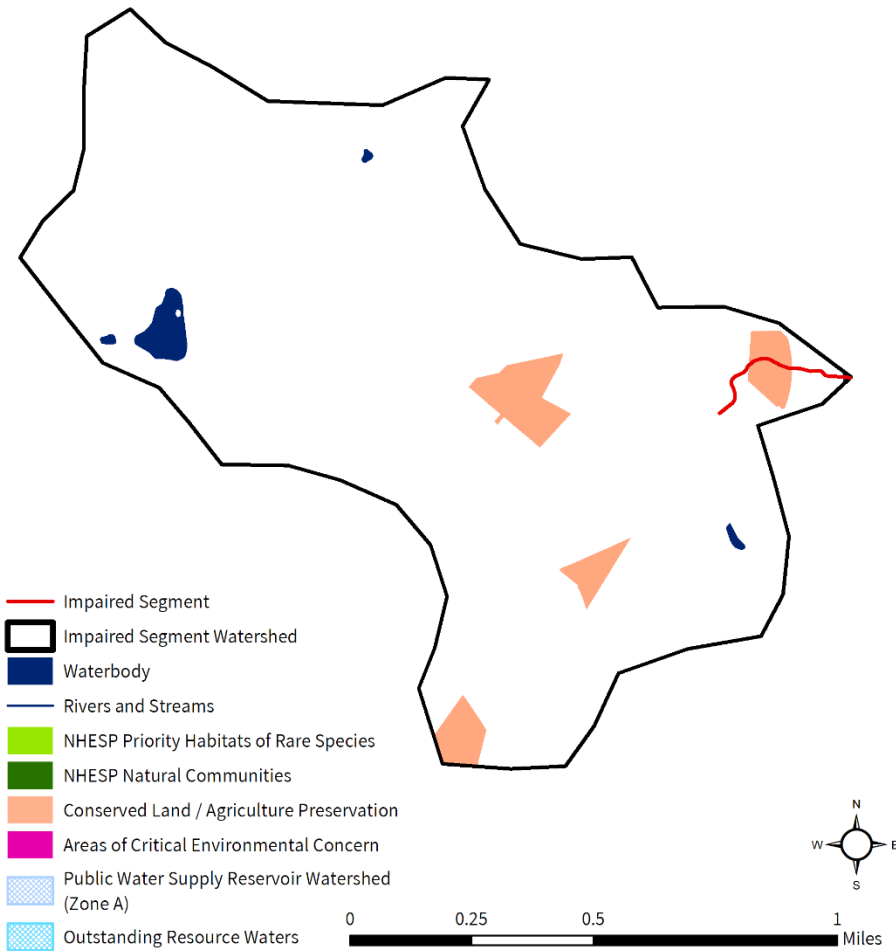 Impaired Segment
Impaired Segment Watershed
Waterbody
Rivers and Streams
NHESP Priority Habitats of Rare Species
NHESP Natural Communities
Conserved Land / Agriculture Preservation
Areas of Critical Environmental Concern
Public Water Supply Reservoir Watershed
(Zone A)
Outstanding Resource Waters
N
W E
S
0 0.25 0.5 1
Miles